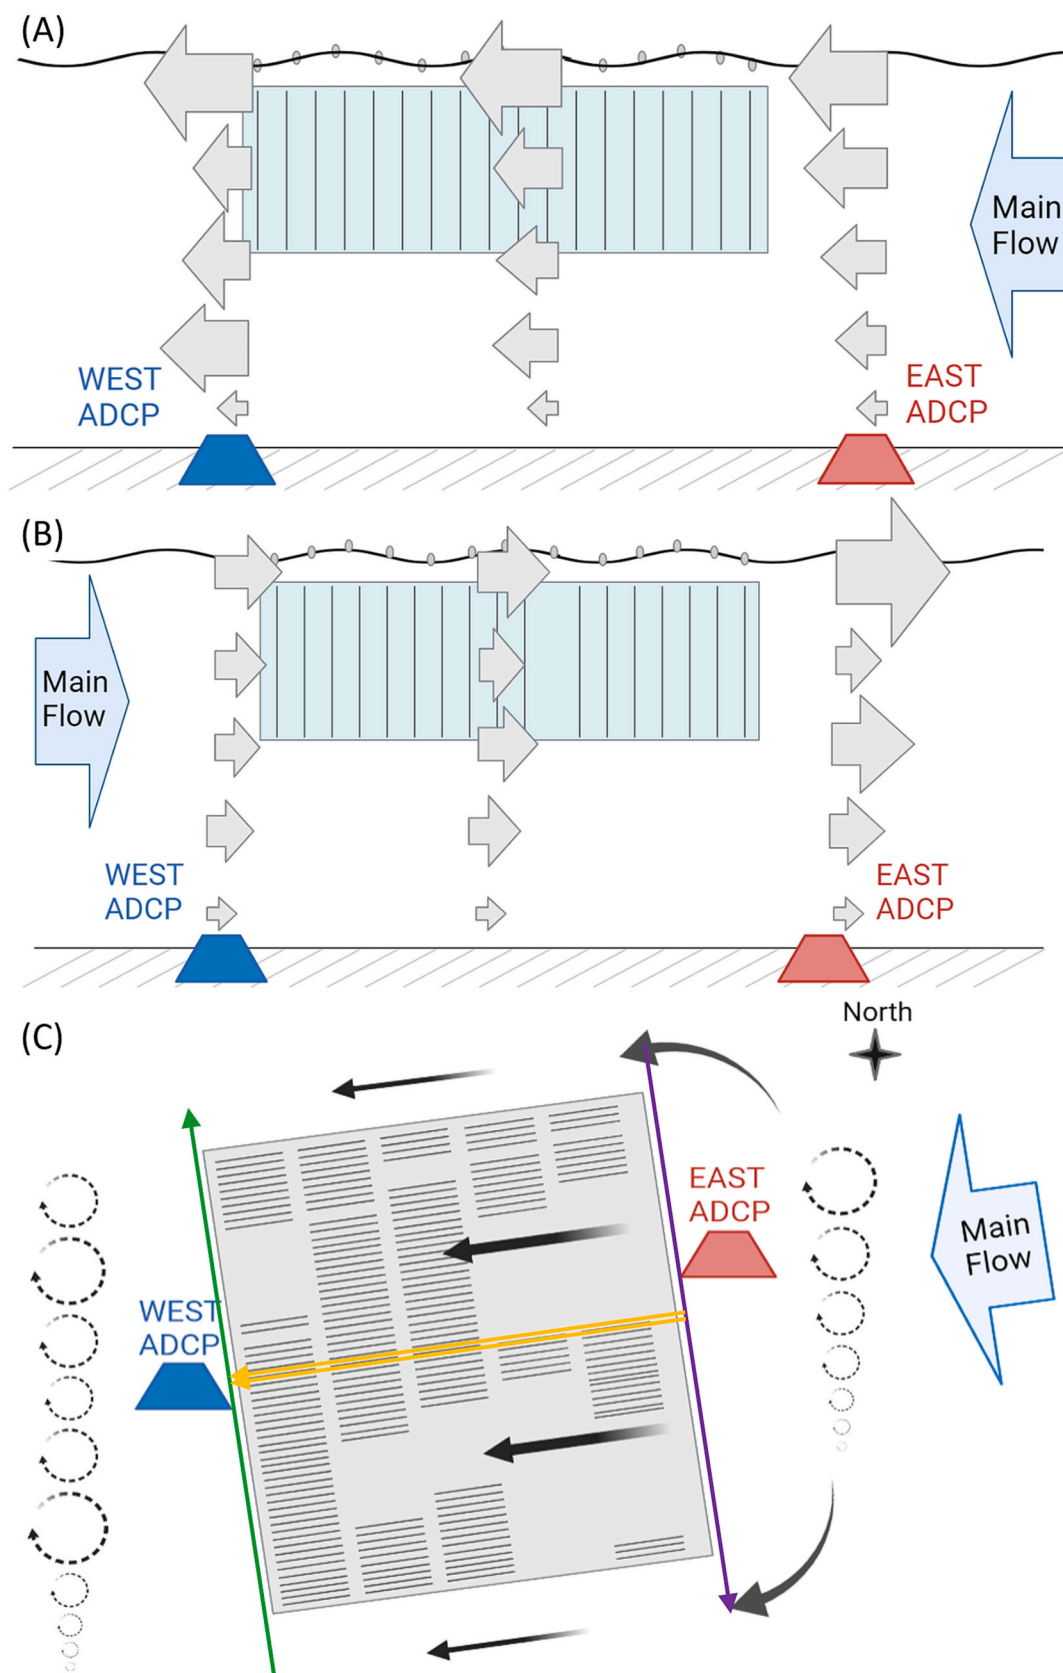 (A)
Main
Flow
WEST
ADCP
EAST
ADCP
(B)
Main
Flow
WEST
ADCP
EAST
ADCP
(C)
North
EAST
ADCP
Main
Flow
WEST
ADCP